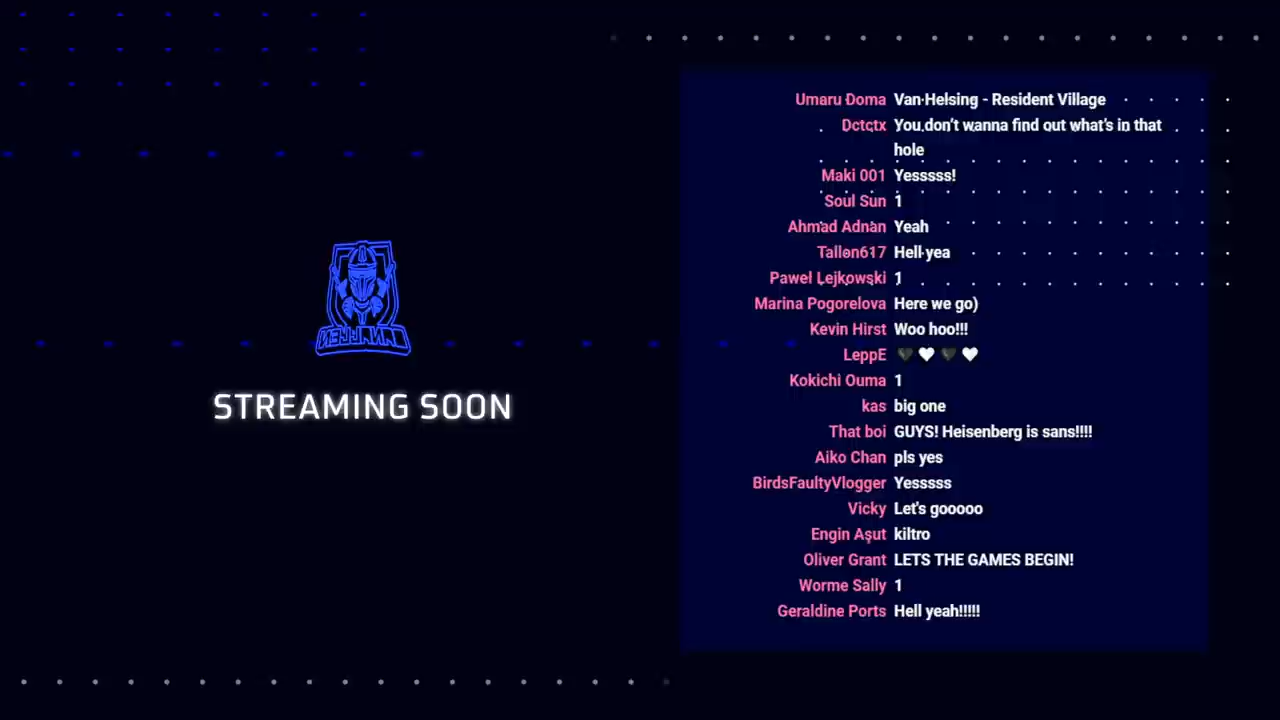 Umaru Doma Van Helsing - Resident Village
Dctctx You don't wanna find out what's in that
hole
Maki 001 Yesssss!
Soul Sun 1
Ahmad Adnan Yeah
Tallon617 Hell yea
Paweł Lejkowski 1
Marina Pogorelova Here we go)
Kevin Hirst Woo hoo!!!
LeppE 🖤 🤍 🖤 🤍
Kokichi Ouma 1
kas big one
That boi GUYS! Heisenberg is sans!!!!
Aiko Chan pls yes
BirdsFaultyVlogger Yesssss
Vicky Let's gooooo
Engin Aşut kiltro
Oliver Grant LETS THE GAMES BEGIN!
Worme Sally 1
Geraldine Ports Hell yeah!!!!!
STREAMING SOON